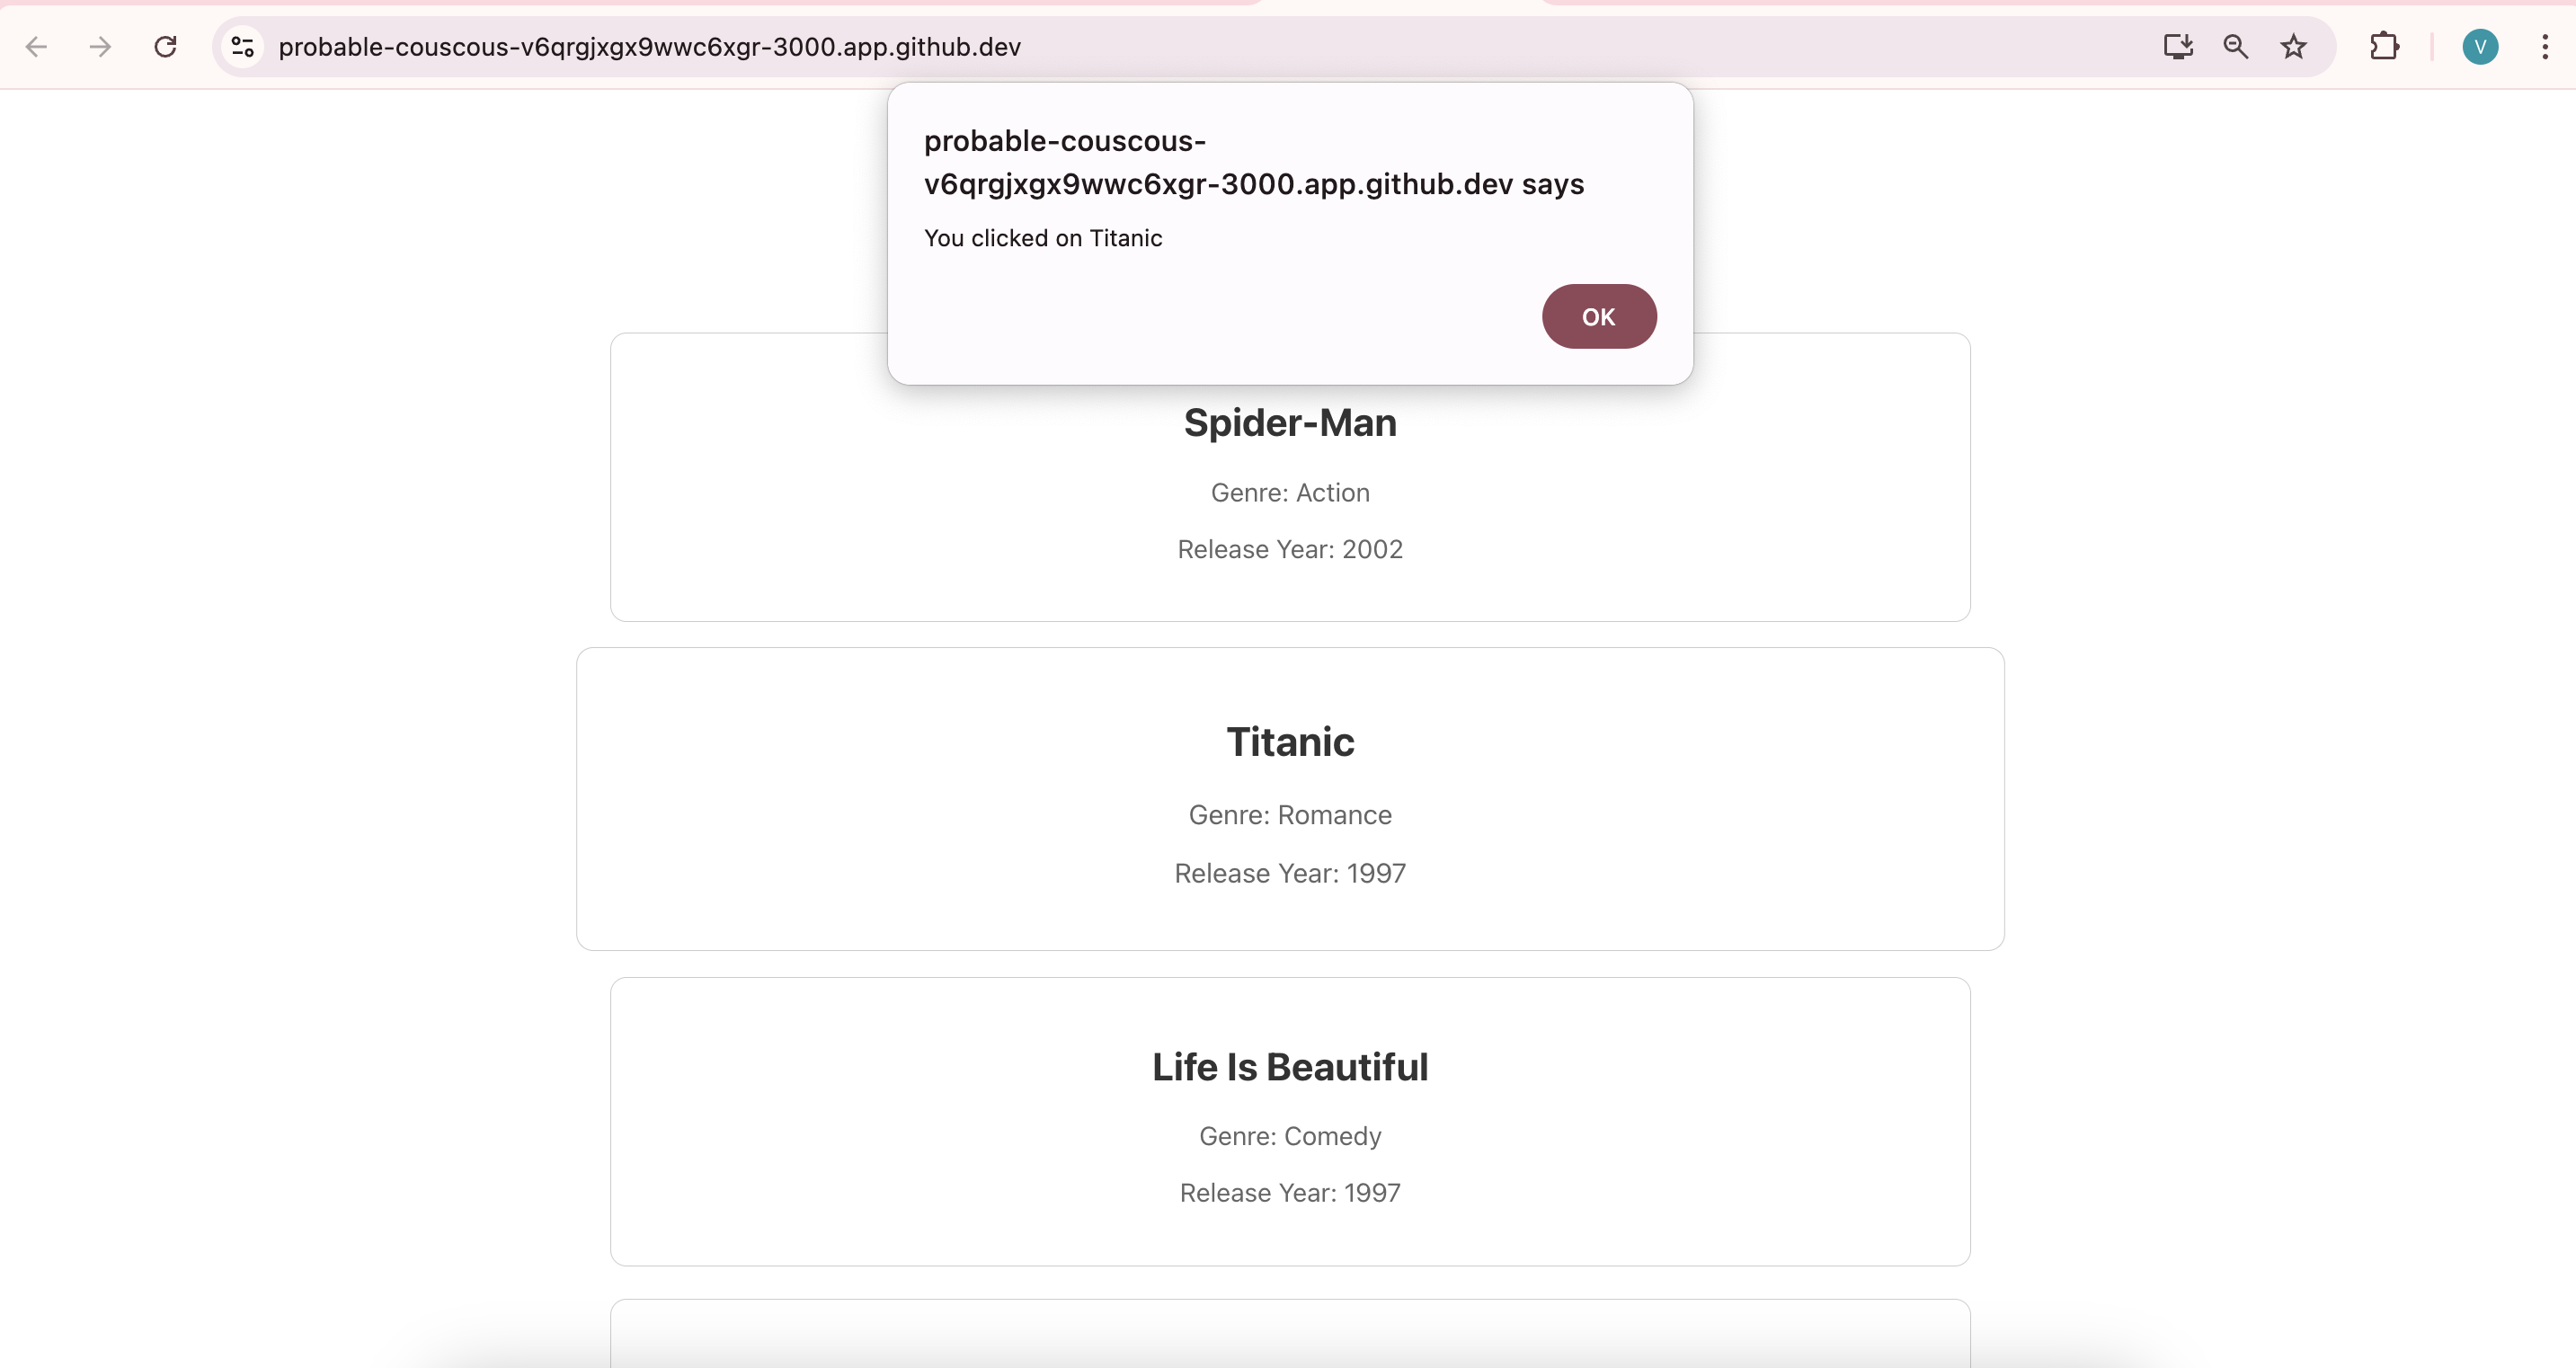 probable-couscous-v6qrgjxgx9wwc6xgr-3000.app.github.dev
V
probable-couscous-
v6qrgjxgx9wwc6xgr-3000.app.github.dev says
You clicked on Titanic
OK
Spider-Man
Genre: Action
Release Year: 2002
Titanic
Genre: Romance
Release Year: 1997
Life Is Beautiful
Genre: Comedy
Release Year: 1997